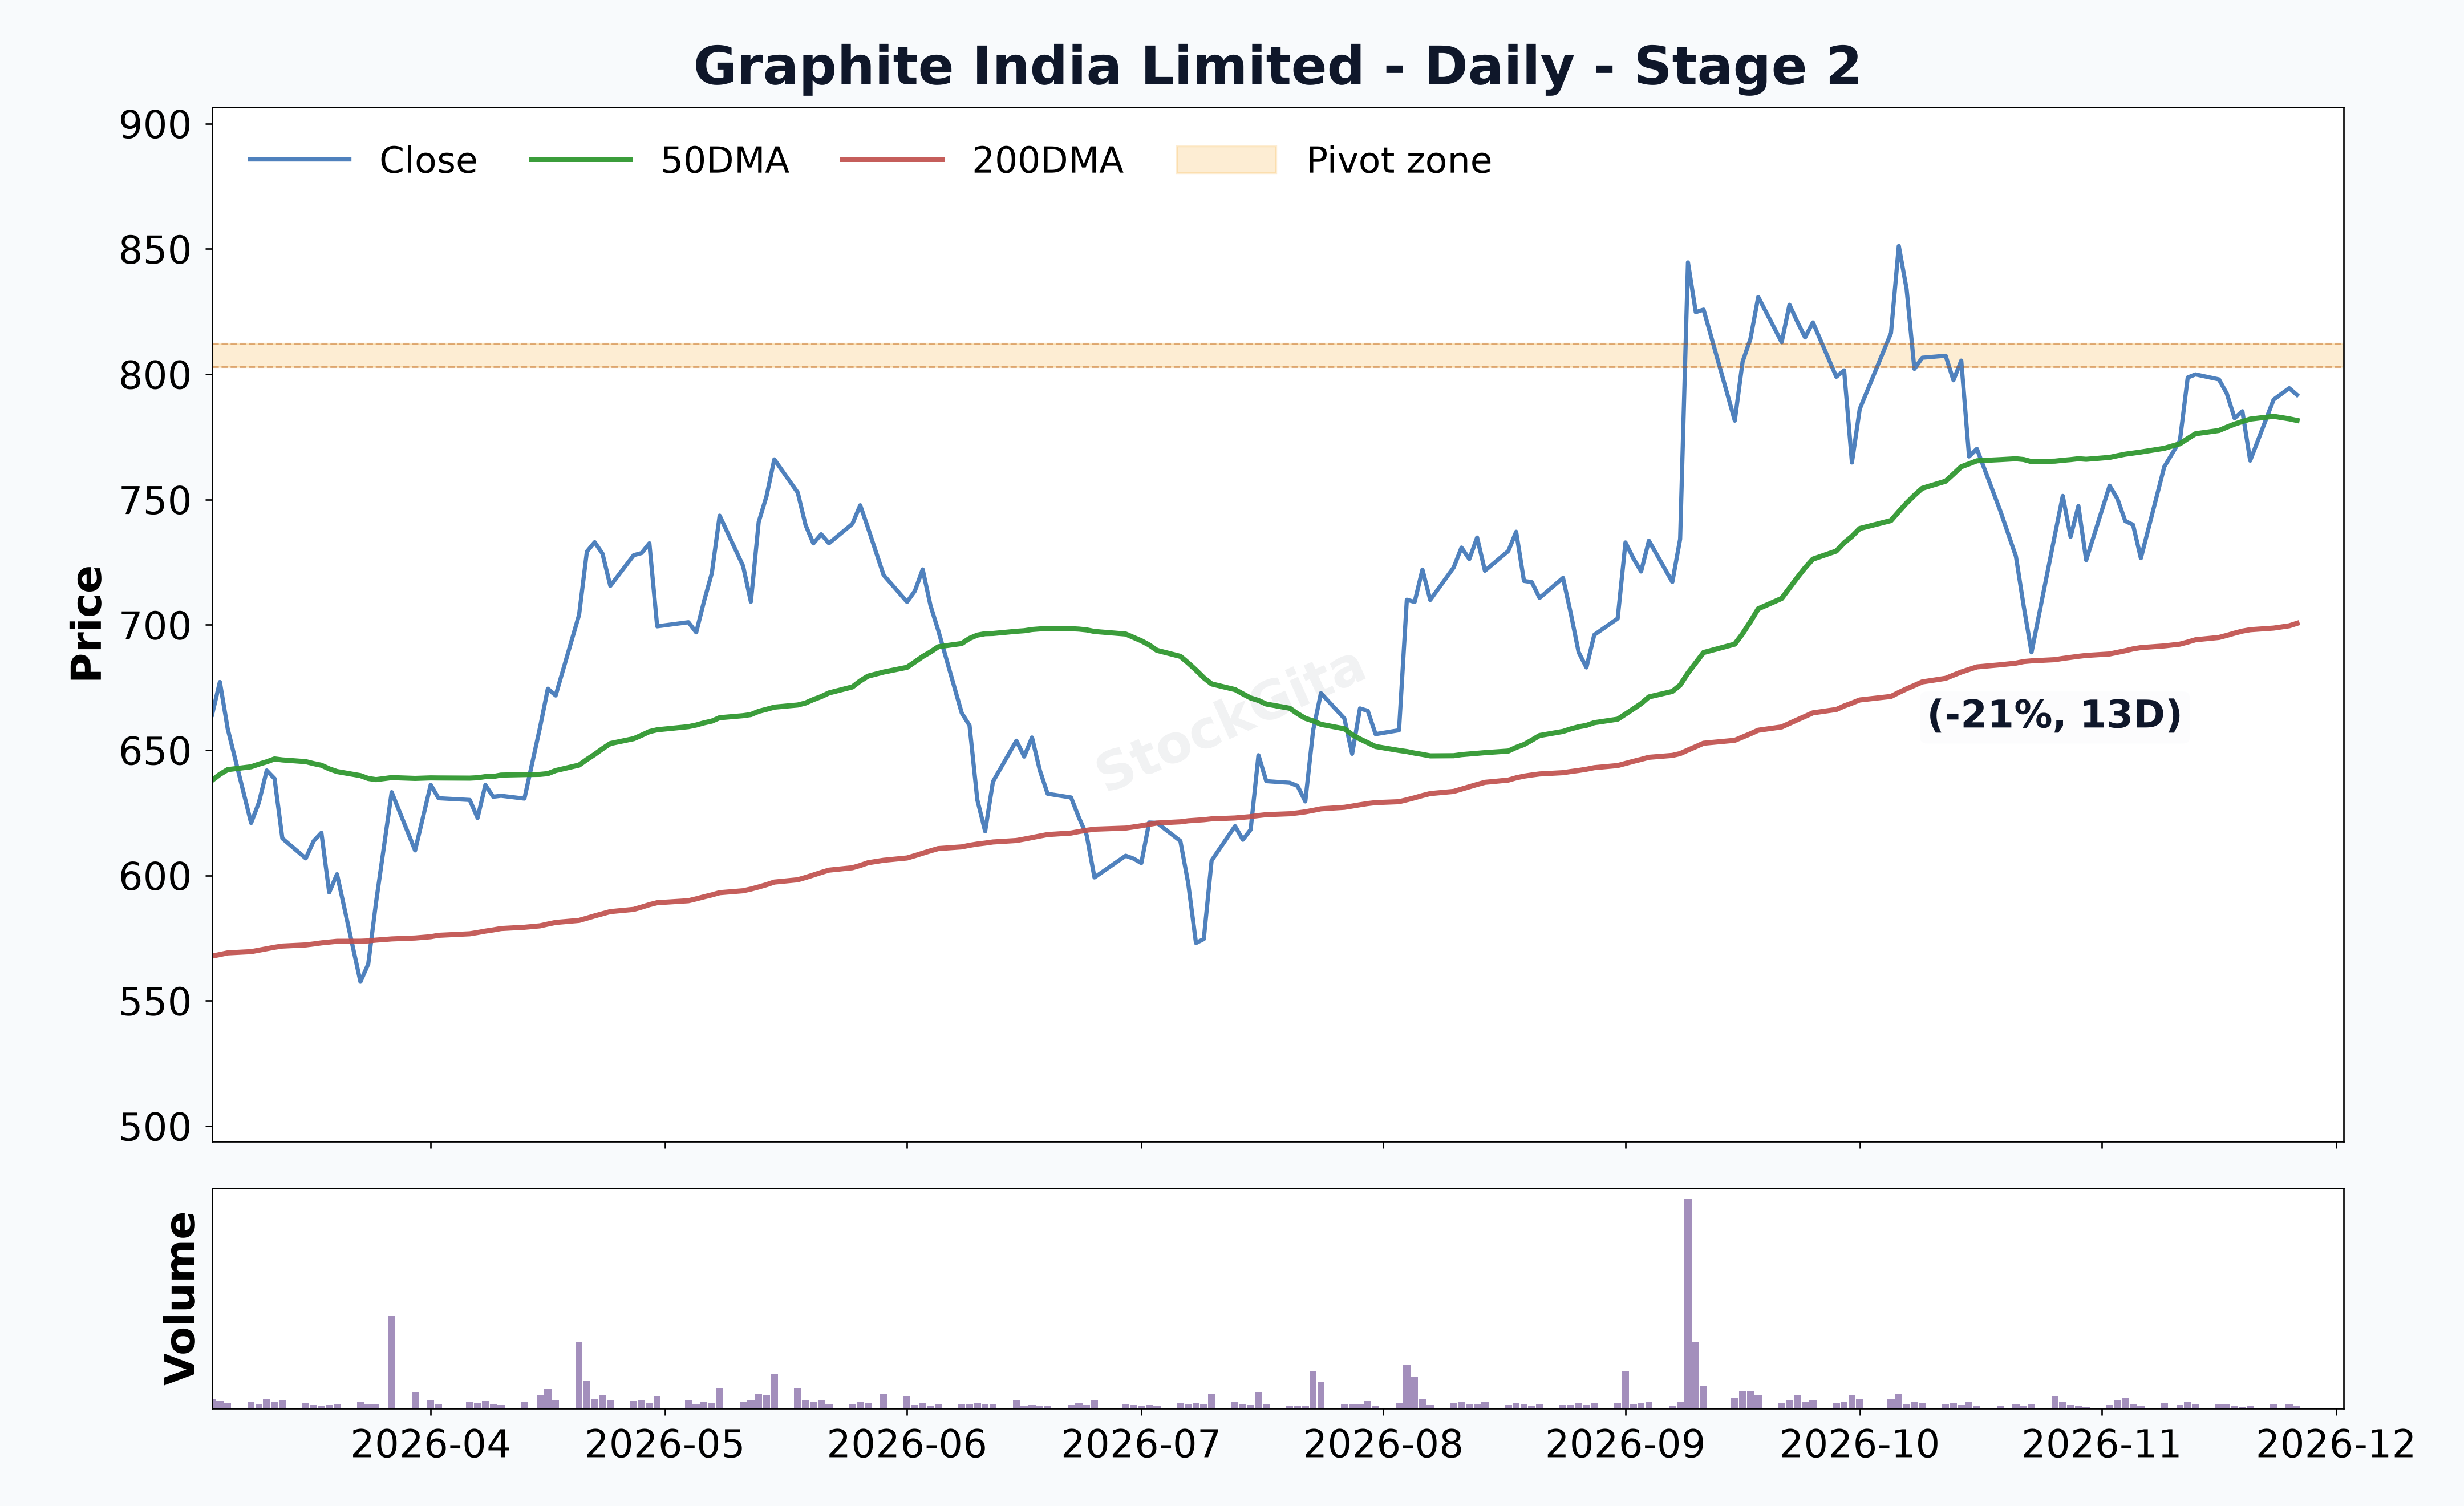 Graphite India Limited - Daily - Stage 2
Close
50DMA
200DMA
Pivot zone
Price
900
850
800
750
700
650
600
550
500
StockGita
(-21%, 13D)
Volume
2026-04
2026-05
2026-06
2026-07
2026-08
2026-09
2026-10
2026-11
2026-12